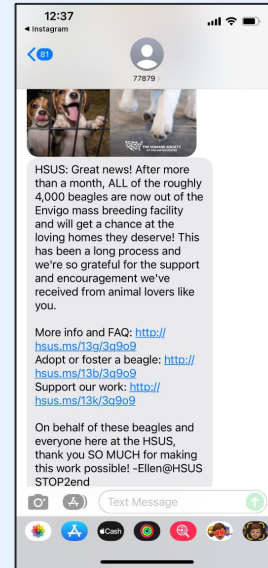 12:37
◀ Instagram
81
77879 >
THE HUMANE SOCIETY
OF THE UNITED STATES
HSUS: Great news! After more
than a month, ALL of the roughly
4,000 beagles are now out of the
Envigo mass breeding facility
and will get a chance at the
loving homes they deserve! This
has been a long process and
we're so grateful for the support
and encouragement we've
received from animal lovers like
you.
More info and FAQ: http://
hsus.ms/13g/3q9o9
Adopt or foster a beagle: http://
hsus.ms/13b/3q9o9
Support our work: http://
hsus.ms/13k/3q9o9
On behalf of these beagles and
everyone here at the HSUS,
thank you SO MUCH for making
this work possible! -Ellen@HSUS
STOP2end
Text Message
Cash